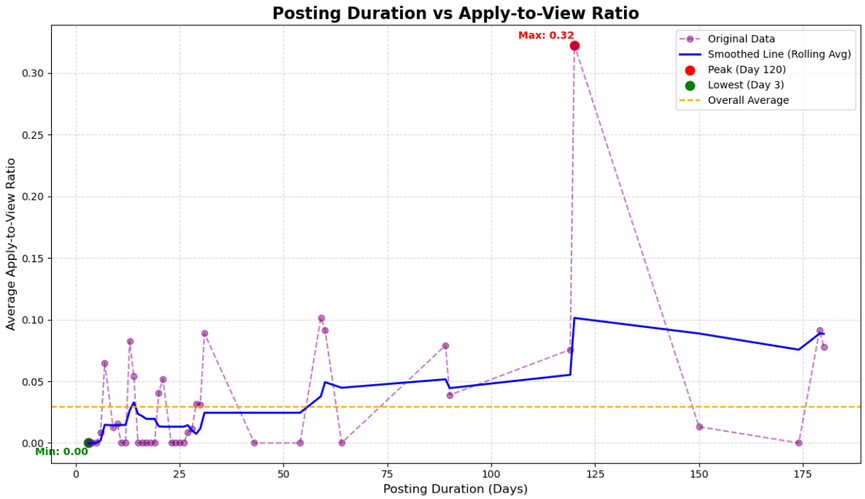 Posting Duration vs Apply-to-View Ratio
Max: 0.32
Original Data
Smoothed Line (Rolling Avg)
Peak (Day 120)
Lowest (Day 3)
Overall Average
Average Apply-to-View Ratio
0.30
0.25
0.20
0.15
0.10
0.05
0.00
Min: 0.00
0 25 50 75 100 125 150 175
Posting Duration (Days)